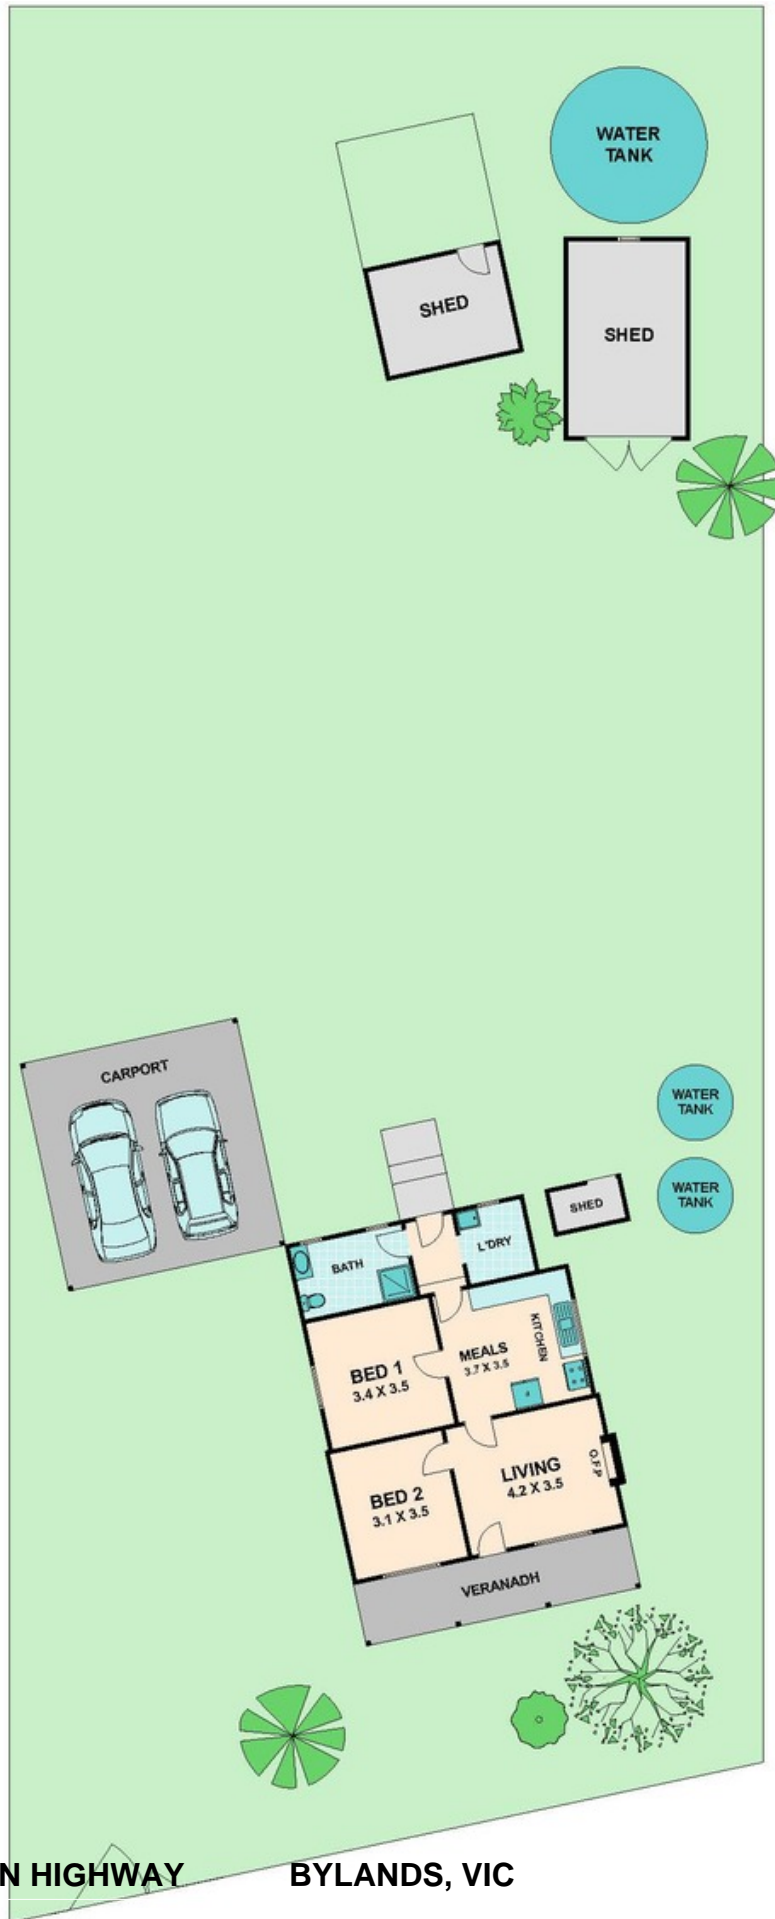 WATER
TANK
SHED
SHED
CARPORT
WATER
TANK
WATER
TANK
SHED
L'DRY
BATH
KITCHEN
MEALS
3.7 X 3.5
BED 1
3.4 X 3.5
O.F.P
LIVING
4.2 X 3.5
BED 2
3.1 X 3.5
VERANADH
N HIGHWAY BYLANDS, VIC